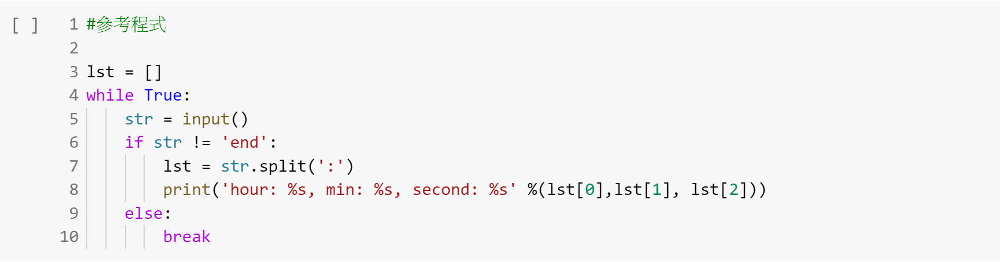 [ ] 1 #參考程式
2
3 lst = []
4 while True:
5     str = input()
6     if str != 'end':
7         lst = str.split(':')
8         print('hour: %s, min: %s, second: %s' %(lst[0],lst[1], lst[2]))
9     else:
10         break